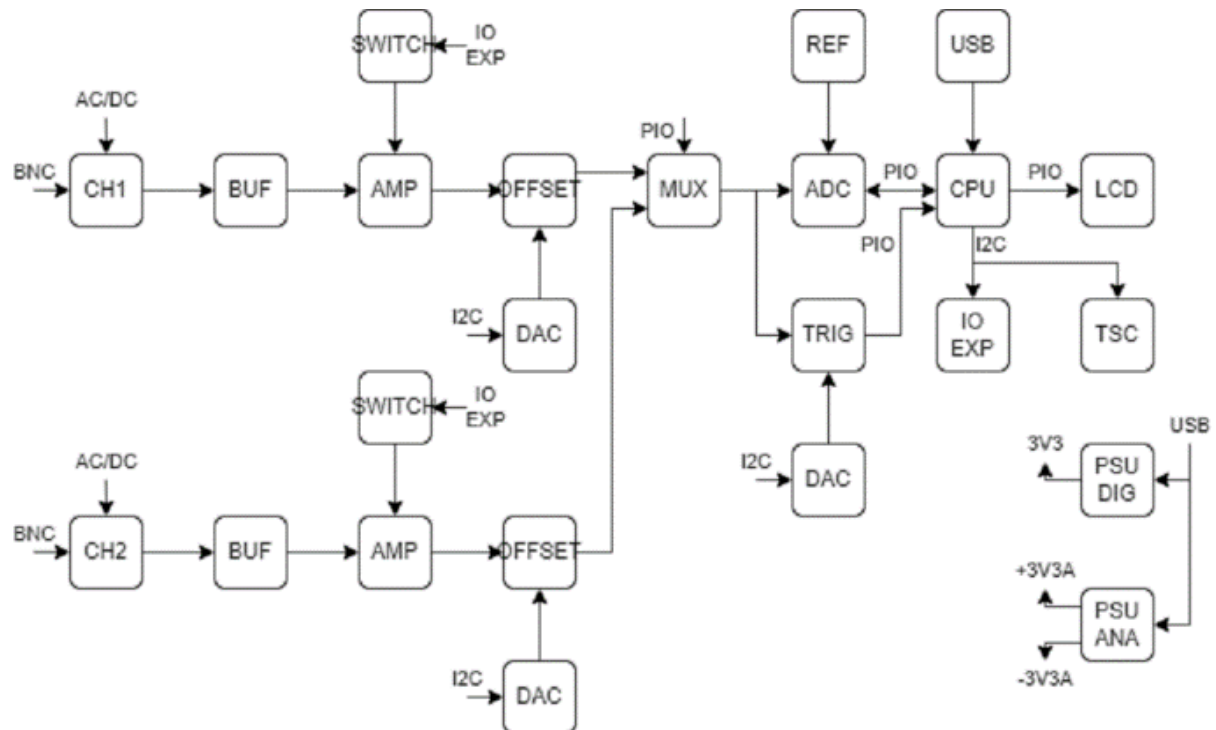 SWITCH
IO
EXP
REF
USB
AC/DC
PIO
BNC
CH1
BUF
AMP
OFFSET
MUX
ADC
PIO
CPU
PIO
LCD
PIO
I2C
I2C
DAC
TRIG
IO
EXP
TSC
SWITCH
IO
EXP
AC/DC
I2C
DAC
3V3
PSU
DIG
USB
BNC
CH2
BUF
AMP
OFFSET
+3V3A
PSU
ANA
-3V3A
I2C
DAC